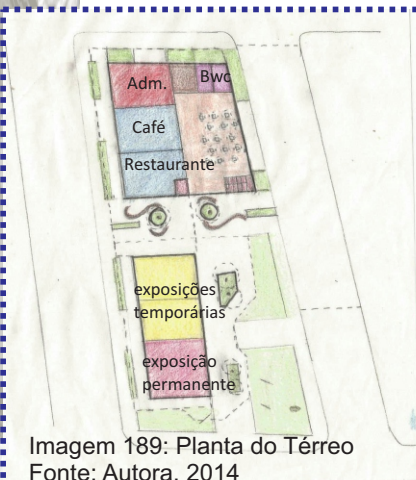 Adm.
Bwc
Café
Restaurante
exposições
temporárias
exposição
permanente
Imagem 189: Planta do Térreo
Fonte: Autora, 2014